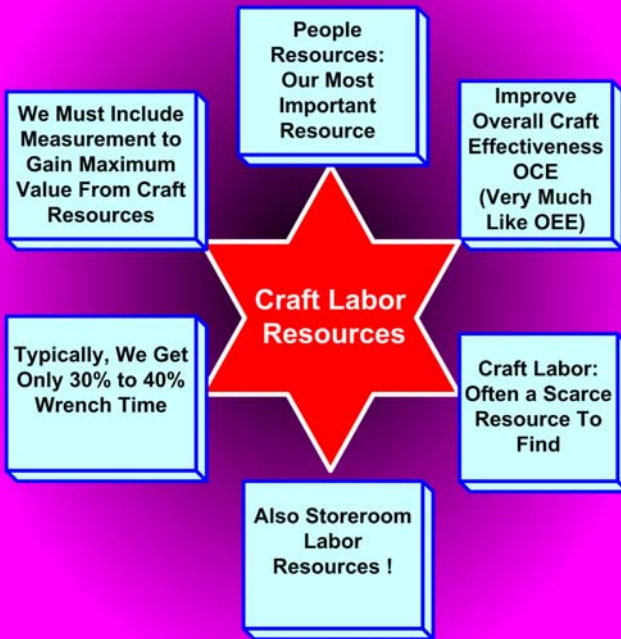 People
Resources:
Our Most
Important
Resource
We Must Include
Measurement to
Gain Maximum
Value From Craft
Resources
Improve
Overall Craft
Effectiveness
OCE
(Very Much
Like OEE)
Craft Labor
Resources
Typically, We Get
Only 30% to 40%
Wrench Time
Craft Labor:
Often a Scarce
Resource To
Find
Also Storeroom
Labor
Resources !